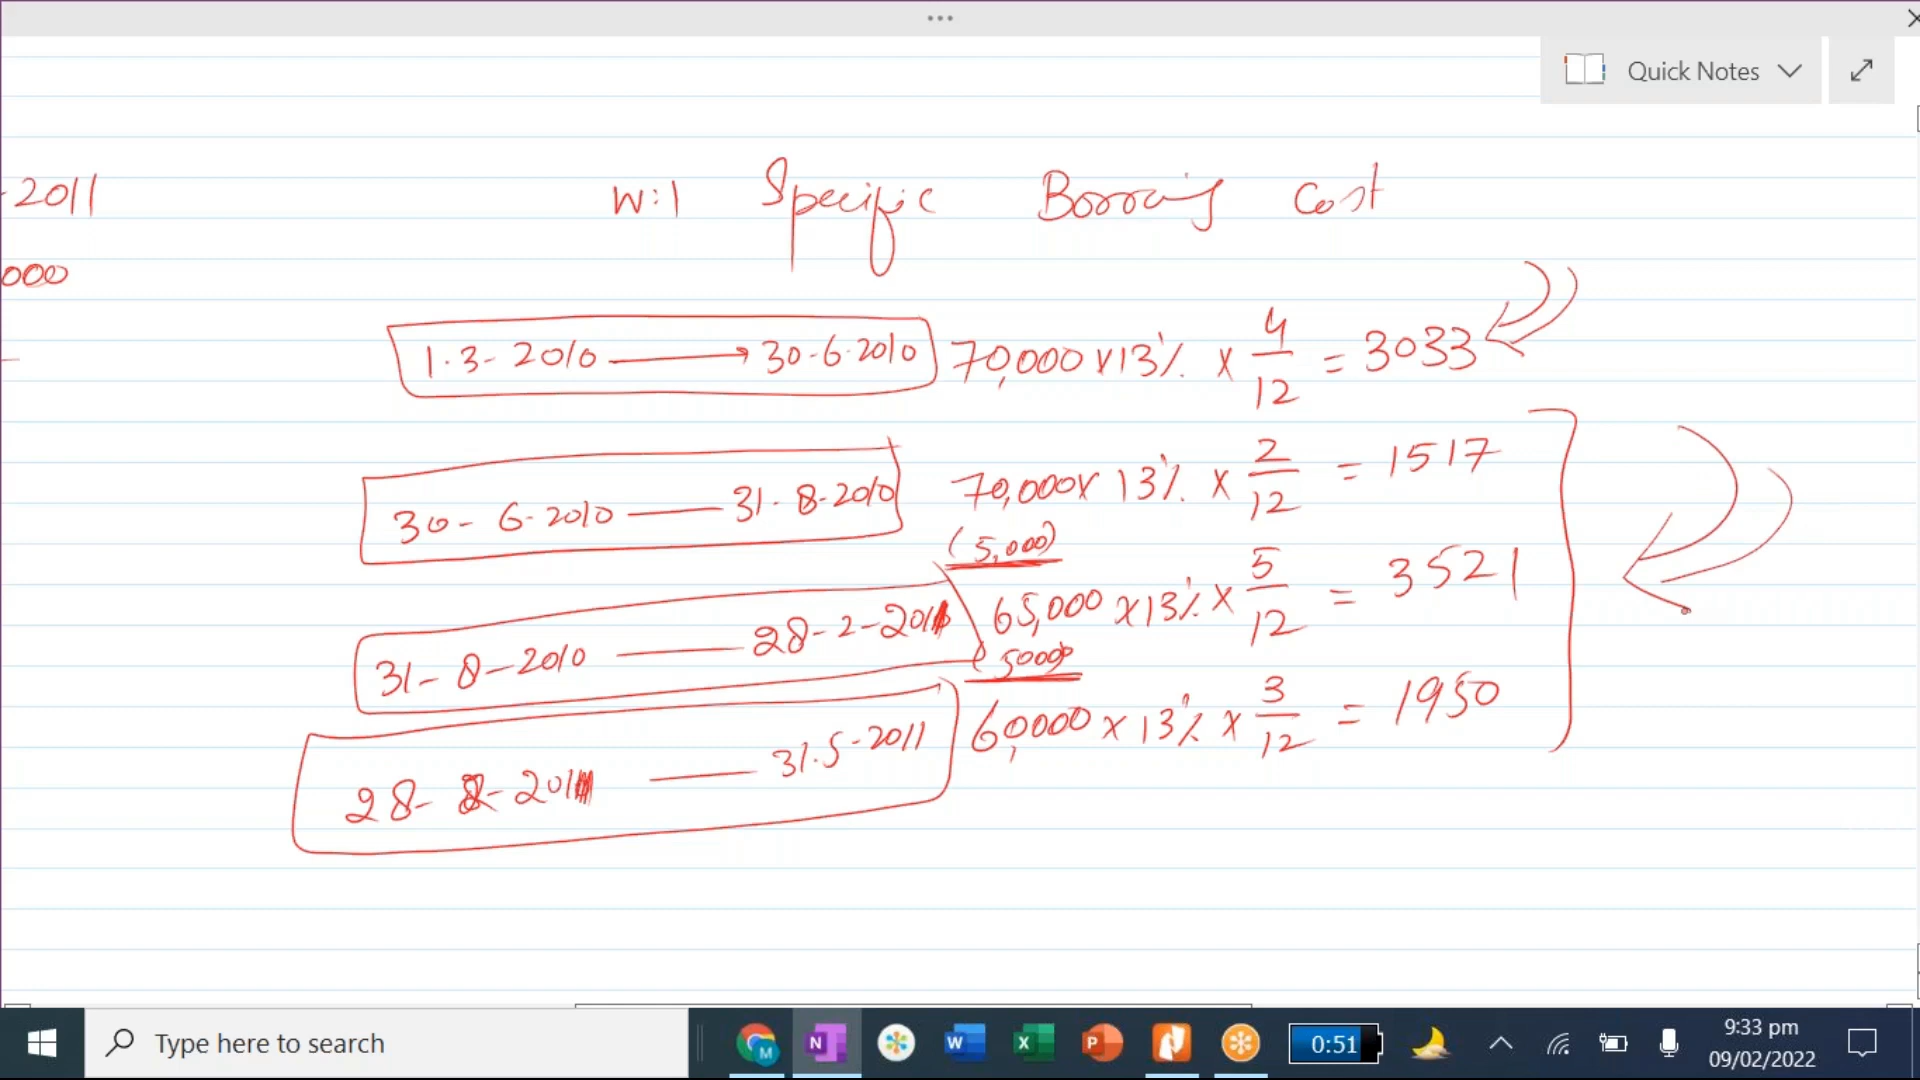 Quick Notes
-2011
W:1 Specific Borroing Cost
000
1.3-2010 → 30-6-2010 70,000 x 13% x 4/12 = 3033
30-6-2010 — 31-8-2010 70,000 x 13% x 2/12 = 1517
(5,000)
31-8-2010 — 28-2-2011 65,000 x 13% x 5/12 = 3521
(5000)
28-2-2011 — 31.5-2011 60,000 x 13% x 3/12 = 1950
Type here to search
0:51
9:33 pm
09/02/2022